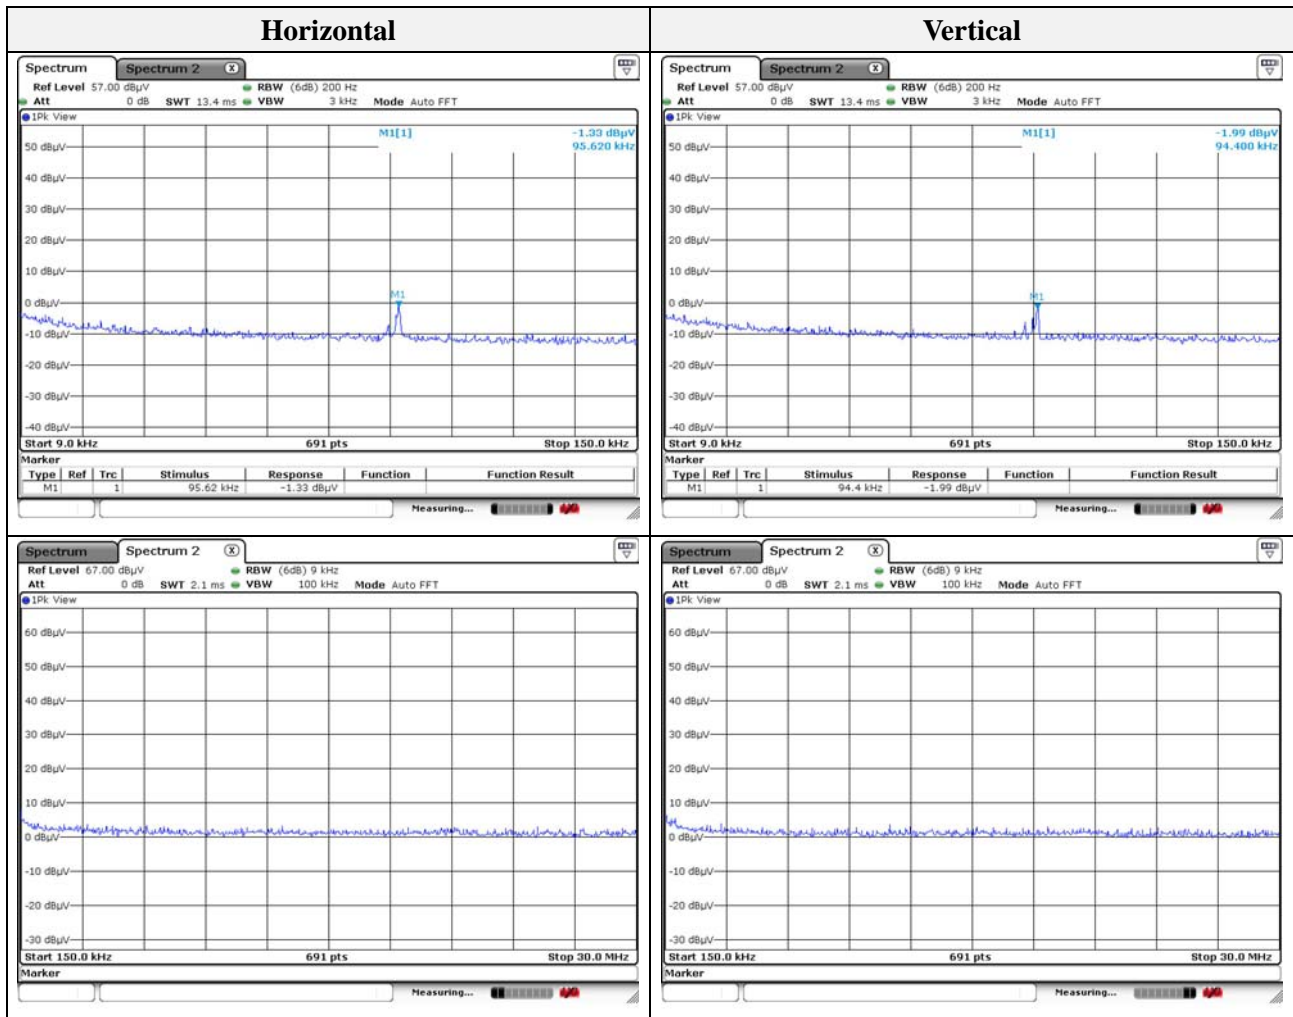 Horizontal
Vertical
Spectrum Spectrum 2 X
Ref Level 57.00 dBµV RBW (6dB) 200 Hz
Att 0 dB SWT 13.4 ms VBW 3 kHz Mode Auto FFT
1Pk View
M1[1] -1.33 dBµV
95.620 kHz
50 dBµV
40 dBµV
30 dBµV
20 dBµV
10 dBµV
M1
0 dBµV
-10 dBµV
-20 dBµV
-30 dBµV
-40 dBµV
Start 9.0 kHz 691 pts Stop 150.0 kHz
Marker
Type Ref Trc Stimulus Response Function Function Result
M1 1 95.62 kHz -1.33 dBµV
Measuring...
Spectrum Spectrum 2 X
Ref Level 57.00 dBµV RBW (6dB) 200 Hz
Att 0 dB SWT 13.4 ms VBW 3 kHz Mode Auto FFT
1Pk View
M1[1] -1.99 dBµV
94.400 kHz
50 dBµV
40 dBµV
30 dBµV
20 dBµV
10 dBµV
M1
0 dBµV
-10 dBµV
-20 dBµV
-30 dBµV
-40 dBµV
Start 9.0 kHz 691 pts Stop 150.0 kHz
Marker
Type Ref Trc Stimulus Response Function Function Result
M1 1 94.4 kHz -1.99 dBµV
Measuring...
Spectrum Spectrum 2 X
Ref Level 67.00 dBµV RBW (6dB) 9 kHz
Att 0 dB SWT 2.1 ms VBW 100 kHz Mode Auto FFT
1Pk View
60 dBµV
50 dBµV
40 dBµV
30 dBµV
20 dBµV
10 dBµV
0 dBµV
-10 dBµV
-20 dBµV
-30 dBµV
Start 150.0 kHz 691 pts Stop 30.0 MHz
Marker
Measuring...
Spectrum Spectrum 2 X
Ref Level 67.00 dBµV RBW (6dB) 9 kHz
Att 0 dB SWT 2.1 ms VBW 100 kHz Mode Auto FFT
1Pk View
60 dBµV
50 dBµV
40 dBµV
30 dBµV
20 dBµV
10 dBµV
0 dBµV
-10 dBµV
-20 dBµV
-30 dBµV
Start 150.0 kHz 691 pts Stop 30.0 MHz
Marker
Measuring...